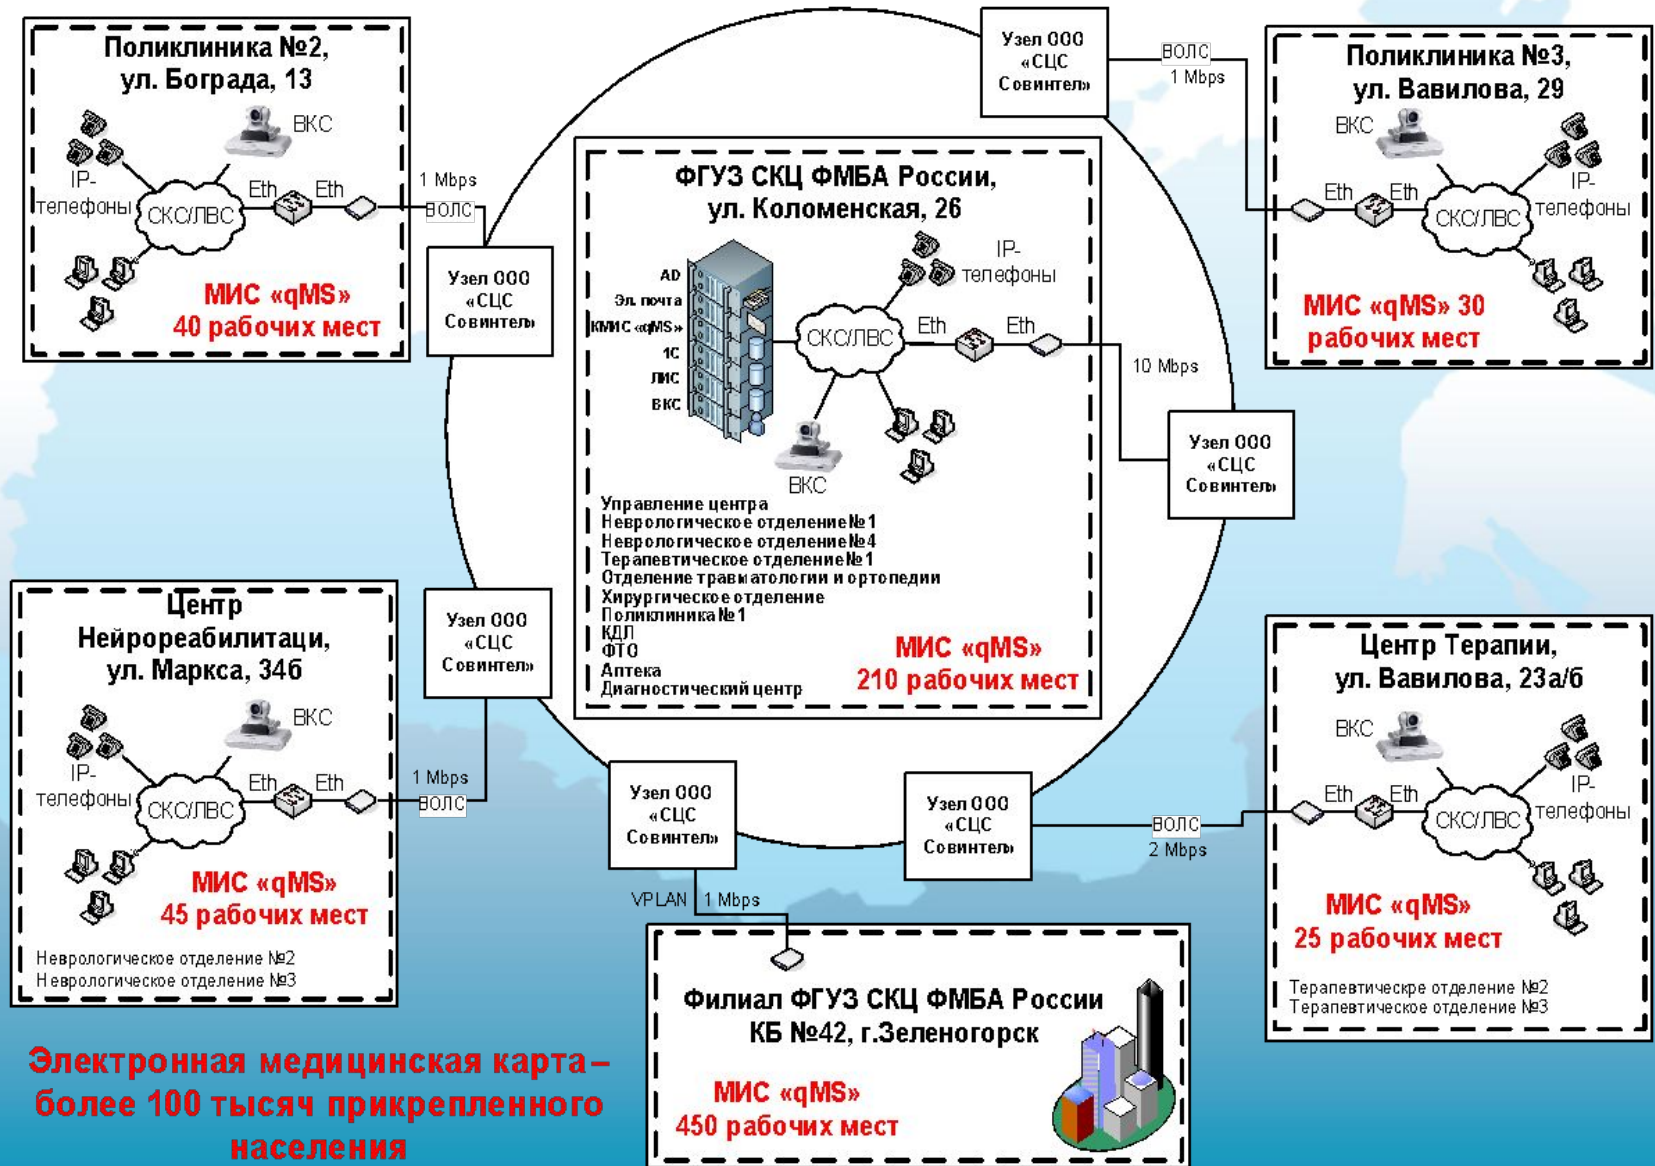 Поликлиника №2,
ул. Бограда, 13
ВКС
IP-
телефоны
СКС/ЛВС
Eth
Eth
1 Mbps
ВОЛС
МИС «qMS»
40 рабочих мест
Узел ООО
«СЦС
Совинтел»
Узел ООО
«СЦС
Совинтел»
ВОЛС
1 Mbps
Поликлиника №3,
ул. Вавилова, 29
ВКС
IP-
телефоны
Eth
Eth
СКС/ЛВС
МИС «qMS» 30
рабочих мест
ФГУЗ СКЦ ФМБА России,
ул. Коломенская, 26
AD
Эл. почта
КМИС «qMS»
1С
ЛИС
ВКС
IP-
телефоны
СКС/ЛВС
Eth
Eth
ВКС
10 Mbps
Узел ООО
«СЦС
Совинтел»
Управление центра
Неврологическое отделение №1
Неврологическое отделение №4
Терапевтическое отделение №1
Отделение травматологии и ортопедии
Хирургическое отделение
Поликлиника №1
КДЛ
ФТО
Аптека
Диагностический центр
МИС «qMS»
210 рабочих мест
Центр
Нейрореабилитаци,
ул. Маркса, 34б
ВКС
IP-
телефоны
СКС/ЛВС
Eth
Eth
1 Mbps
ВОЛС
МИС «qMS»
45 рабочих мест
Неврологическое отделение №2
Неврологическое отделение №3
Узел ООО
«СЦС
Совинтел»
Узел ООО
«СЦС
Совинтел»
VPLAN
1 Mbps
Узел ООО
«СЦС
Совинтел»
ВОЛС
2 Mbps
Центр Терапии,
ул. Вавилова, 23а/б
ВКС
IP-
телефоны
Eth
Eth
СКС/ЛВС
МИС «qMS»
25 рабочих мест
Терапевтическре отделение №2
Терапевтическое отделение №3
Филиал ФГУЗ СКЦ ФМБА России
КБ №42, г.Зеленогорск
МИС «qMS»
450 рабочих мест
Электронная медицинская карта –
более 100 тысяч прикрепленного
населения